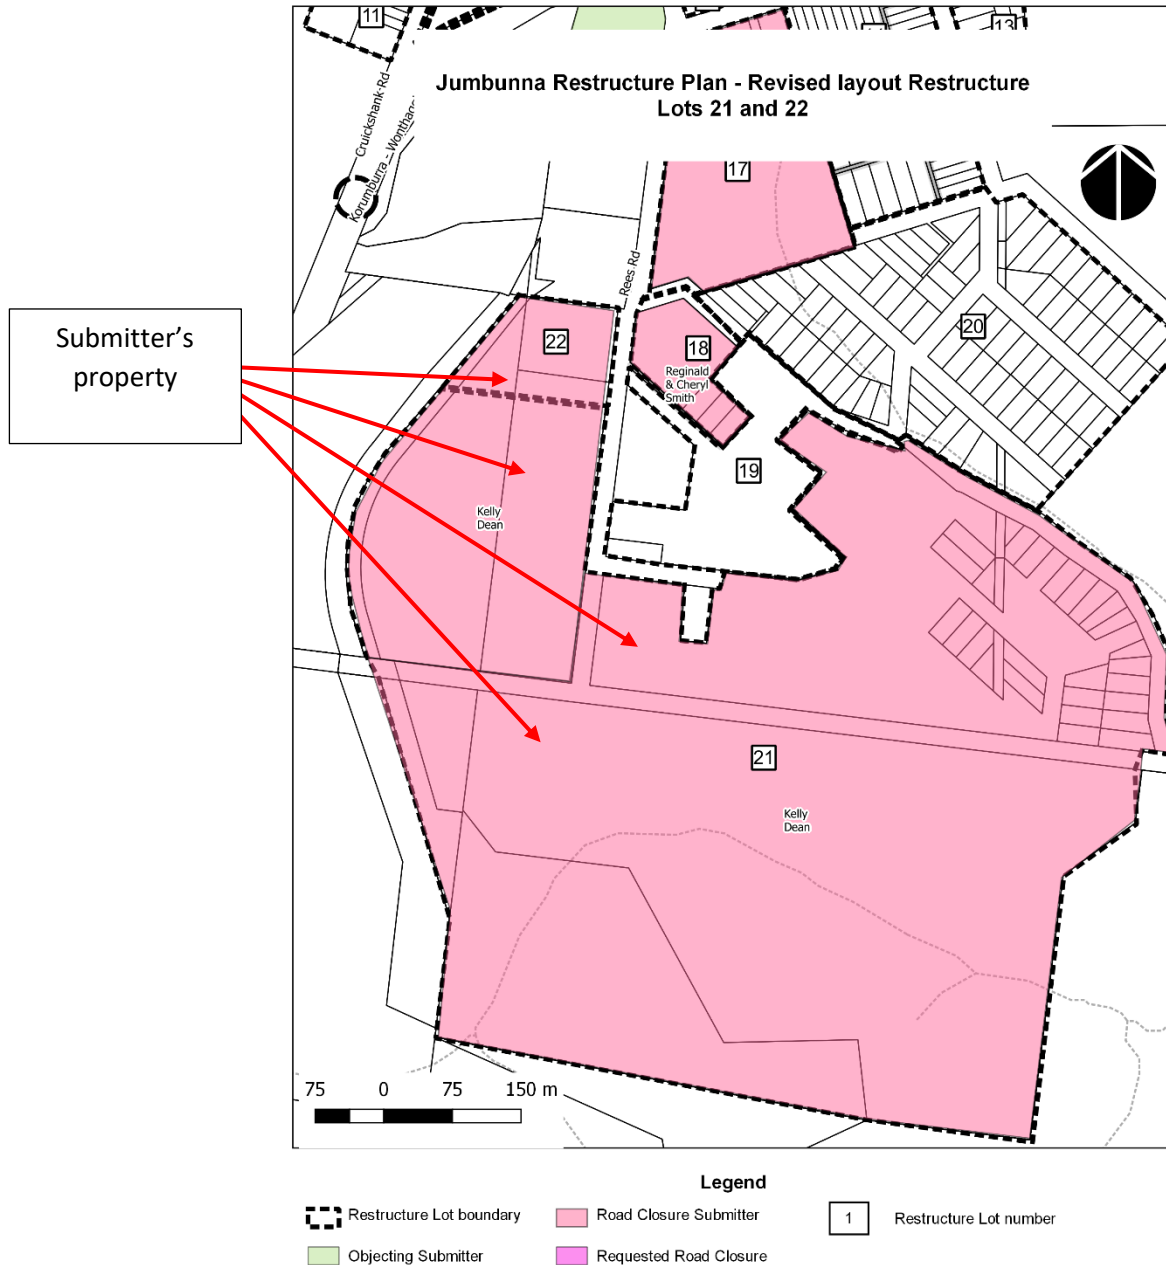 11
13
Jumbunna Restructure Plan - Revised layout Restructure
Lots 21 and 22
Cruickshank Rd
Korumburra - Wonthag
17
Rees Rd
Submitter's
property
22
18
20
Reginald
& Cheryl
Smith
19
Kelly
Dean
21
Kelly
Dean
75 0 75 150 m
Legend
Restructure Lot boundary
Road Closure Submitter
1 Restructure Lot number
Objecting Submitter
Requested Road Closure